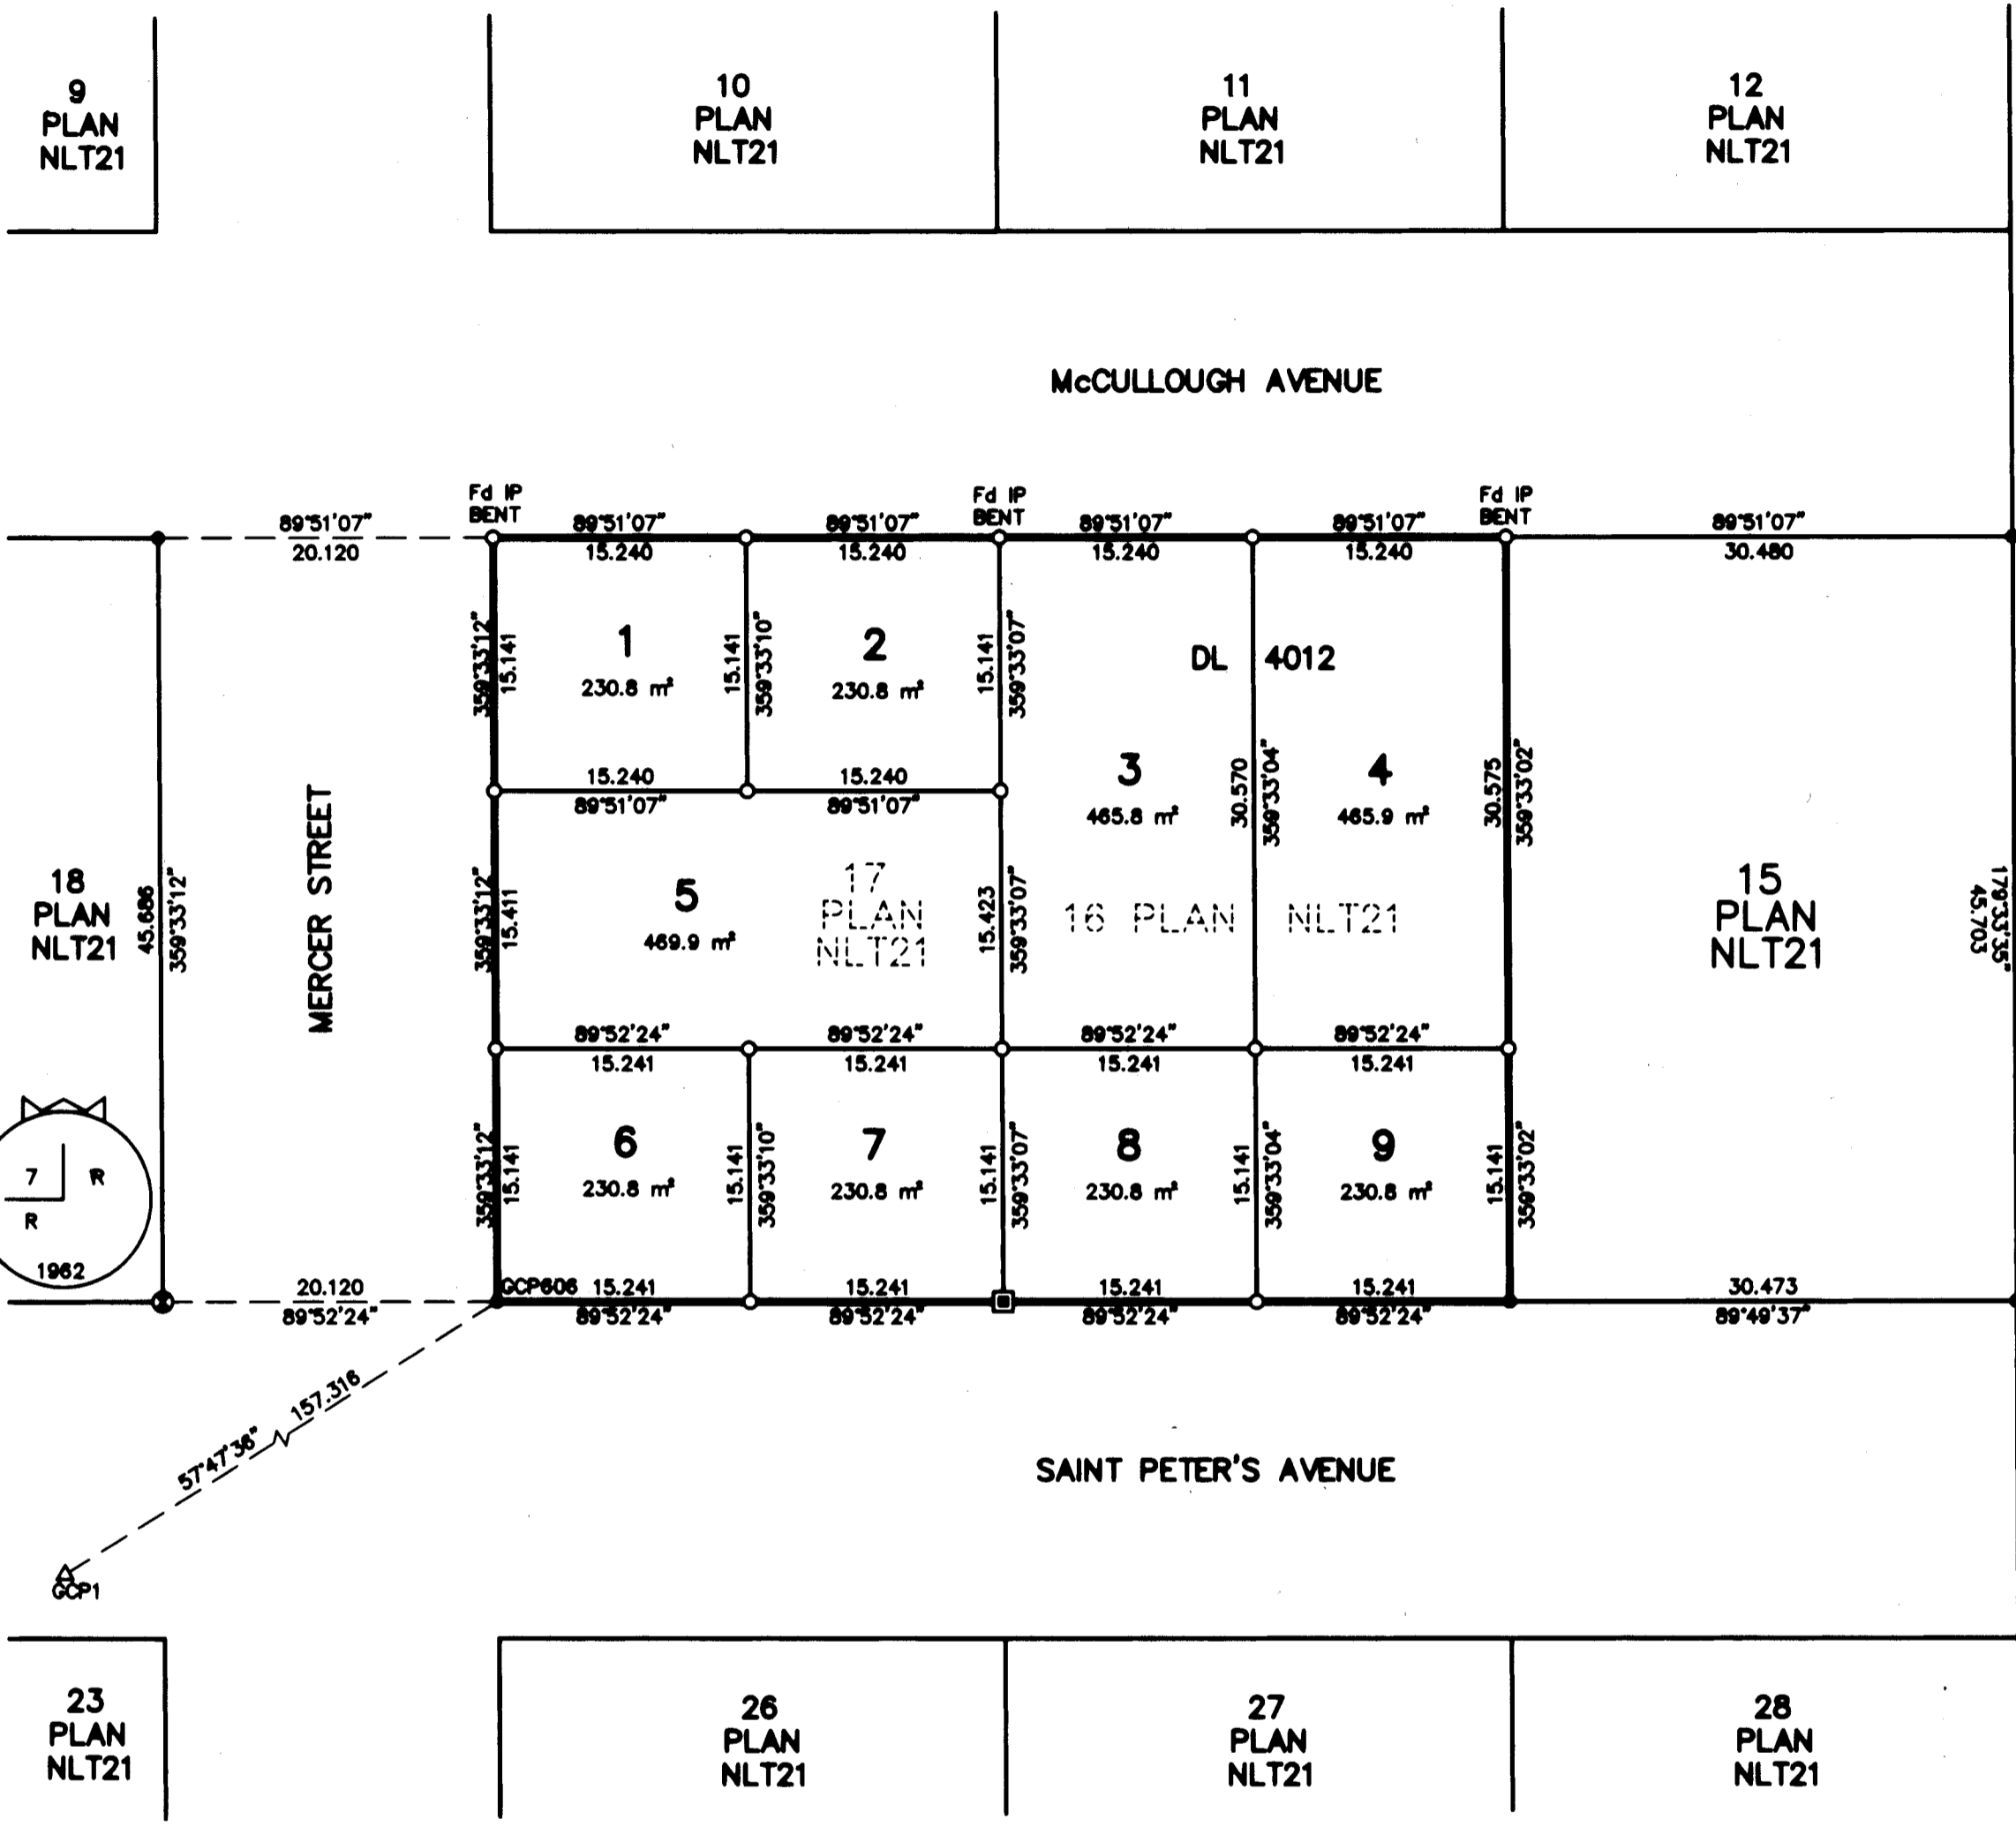 9
PLAN
NLT21
10
PLAN
NLT21
11
PLAN
NLT21
12
PLAN
NLT21
McCULLOUGH AVENUE
Fd IP
BENT
Fd IP
BENT
Fd IP
BENT
89°51'07"
20.120
89°51'07"
15.240
89°51'07"
15.240
89°51'07"
15.240
89°51'07"
15.240
89°51'07"
30.480
359°33'12"
15.141
1
230.8 m²
15.141
359°33'10"
2
230.8 m²
15.141
359°33'07"
DL 4012
3
465.8 m²
30.570
359°33'04"
4
465.9 m²
30.575
359°33'02"
15.240
89°51'07"
15.240
89°51'07"
18
PLAN
NLT21
45.686
359°33'12"
MERCER STREET
359°33'12"
15.411
5
469.9 m²
17
PLAN
NLT21
15.423
359°33'07"
16 PLAN NLT21
15
PLAN
NLT21
179°33'35"
45.703
89°52'24"
15.241
89°52'24"
15.241
89°52'24"
15.241
89°52'24"
15.241
7 R
R
1962
359°33'12"
15.141
6
230.8 m²
15.141
359°33'10"
7
230.8 m²
15.141
359°33'07"
8
230.8 m²
15.141
359°33'04"
9
230.8 m²
15.141
359°33'02"
20.120
89°52'24"
GCP606
15.241
89°52'24"
15.241
89°52'24"
15.241
89°52'24"
15.241
89°52'24"
30.473
89°49'37"
57°47'36" 157.316
GCP1
SAINT PETER'S AVENUE
23
PLAN
NLT21
26
PLAN
NLT21
27
PLAN
NLT21
28
PLAN
NLT21